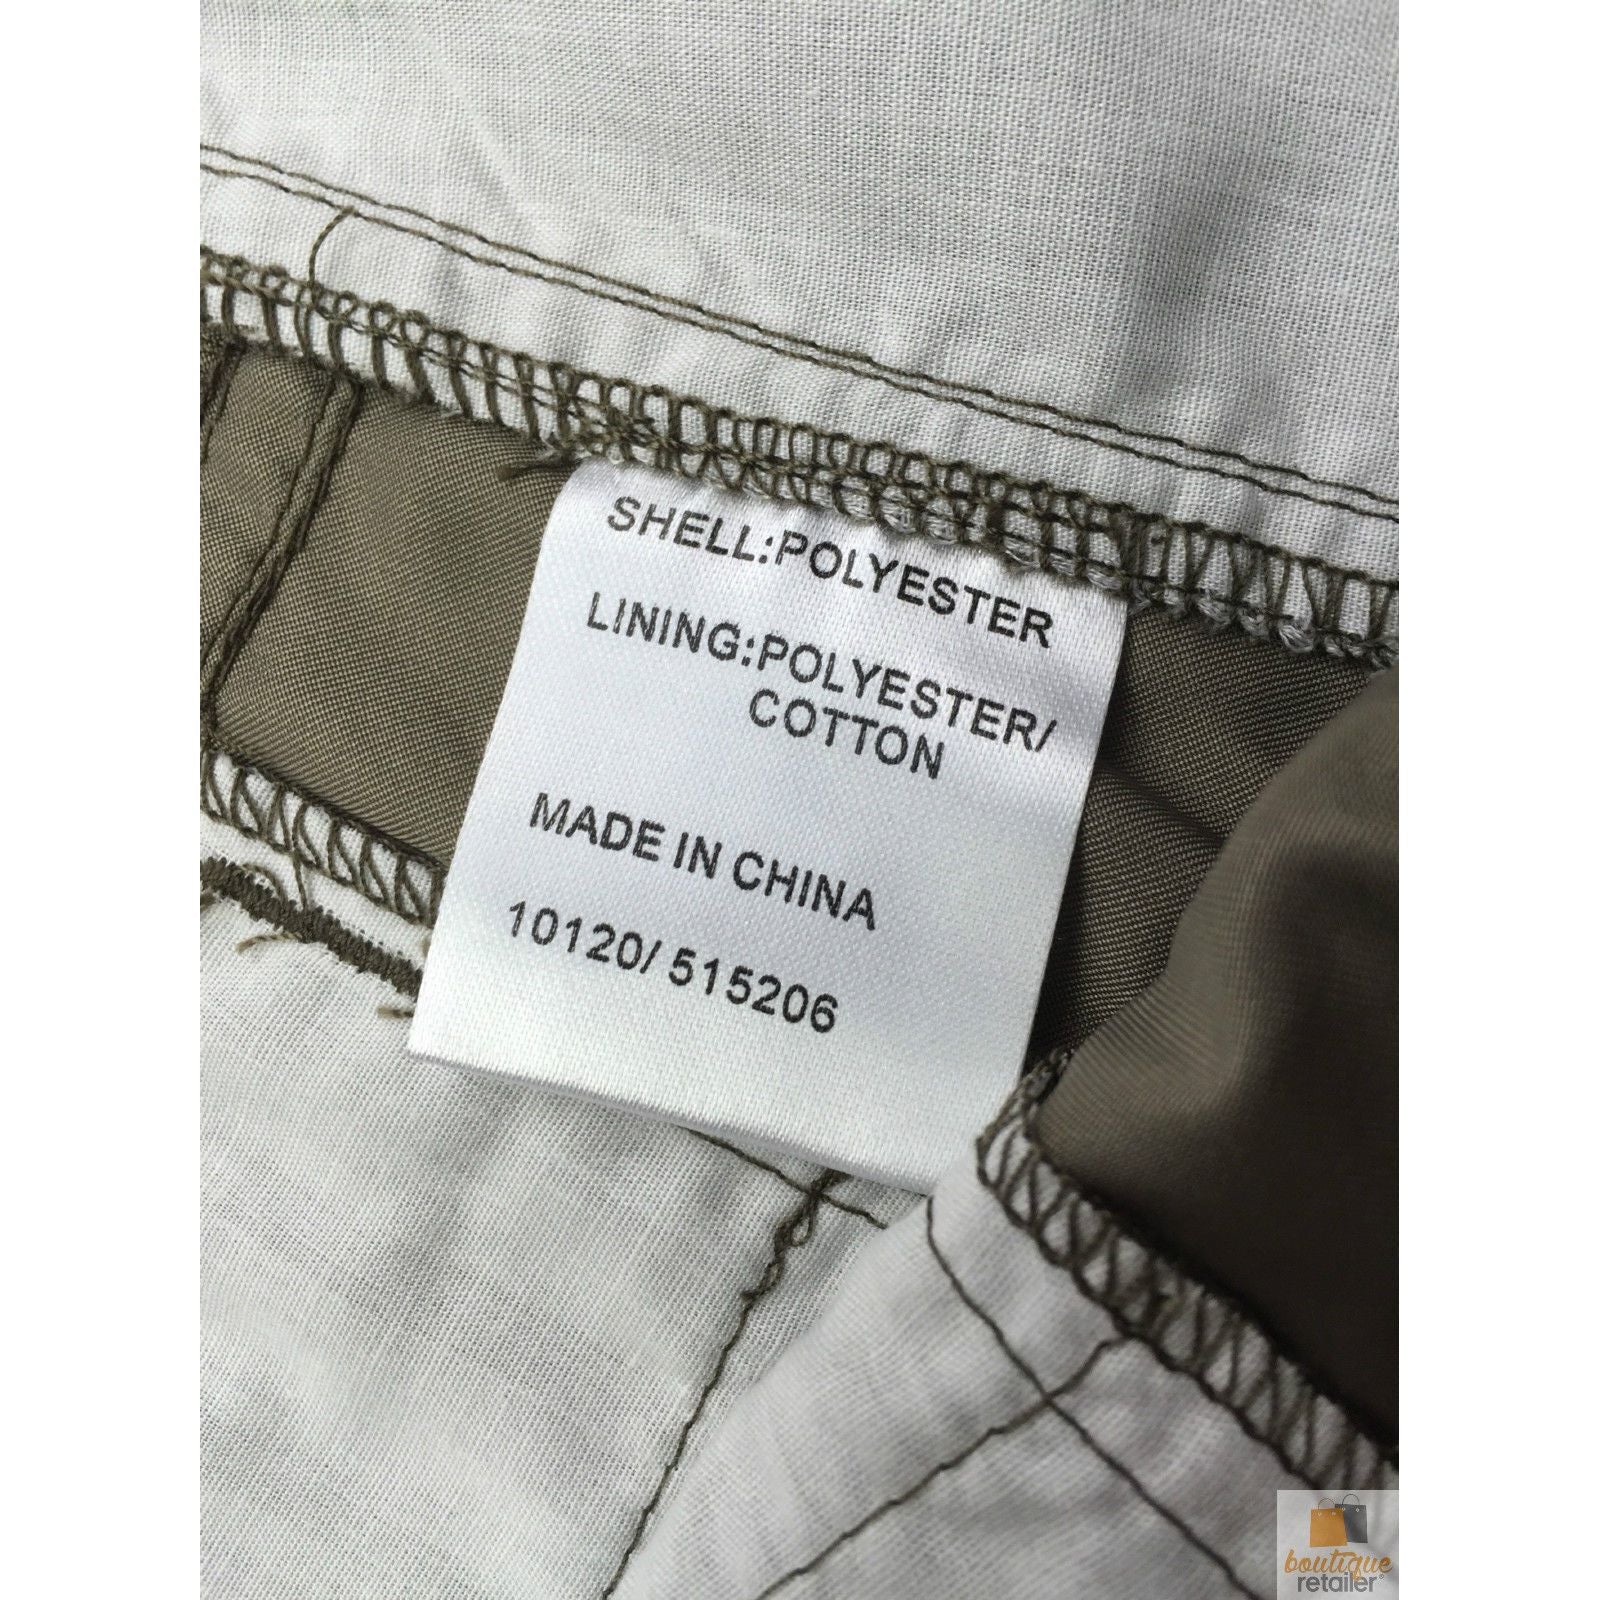 SHELL:POLYESTER
LINING:POLYESTER/
COTTON
MADE IN CHINA
10120/ 515206
boutique
retailer®